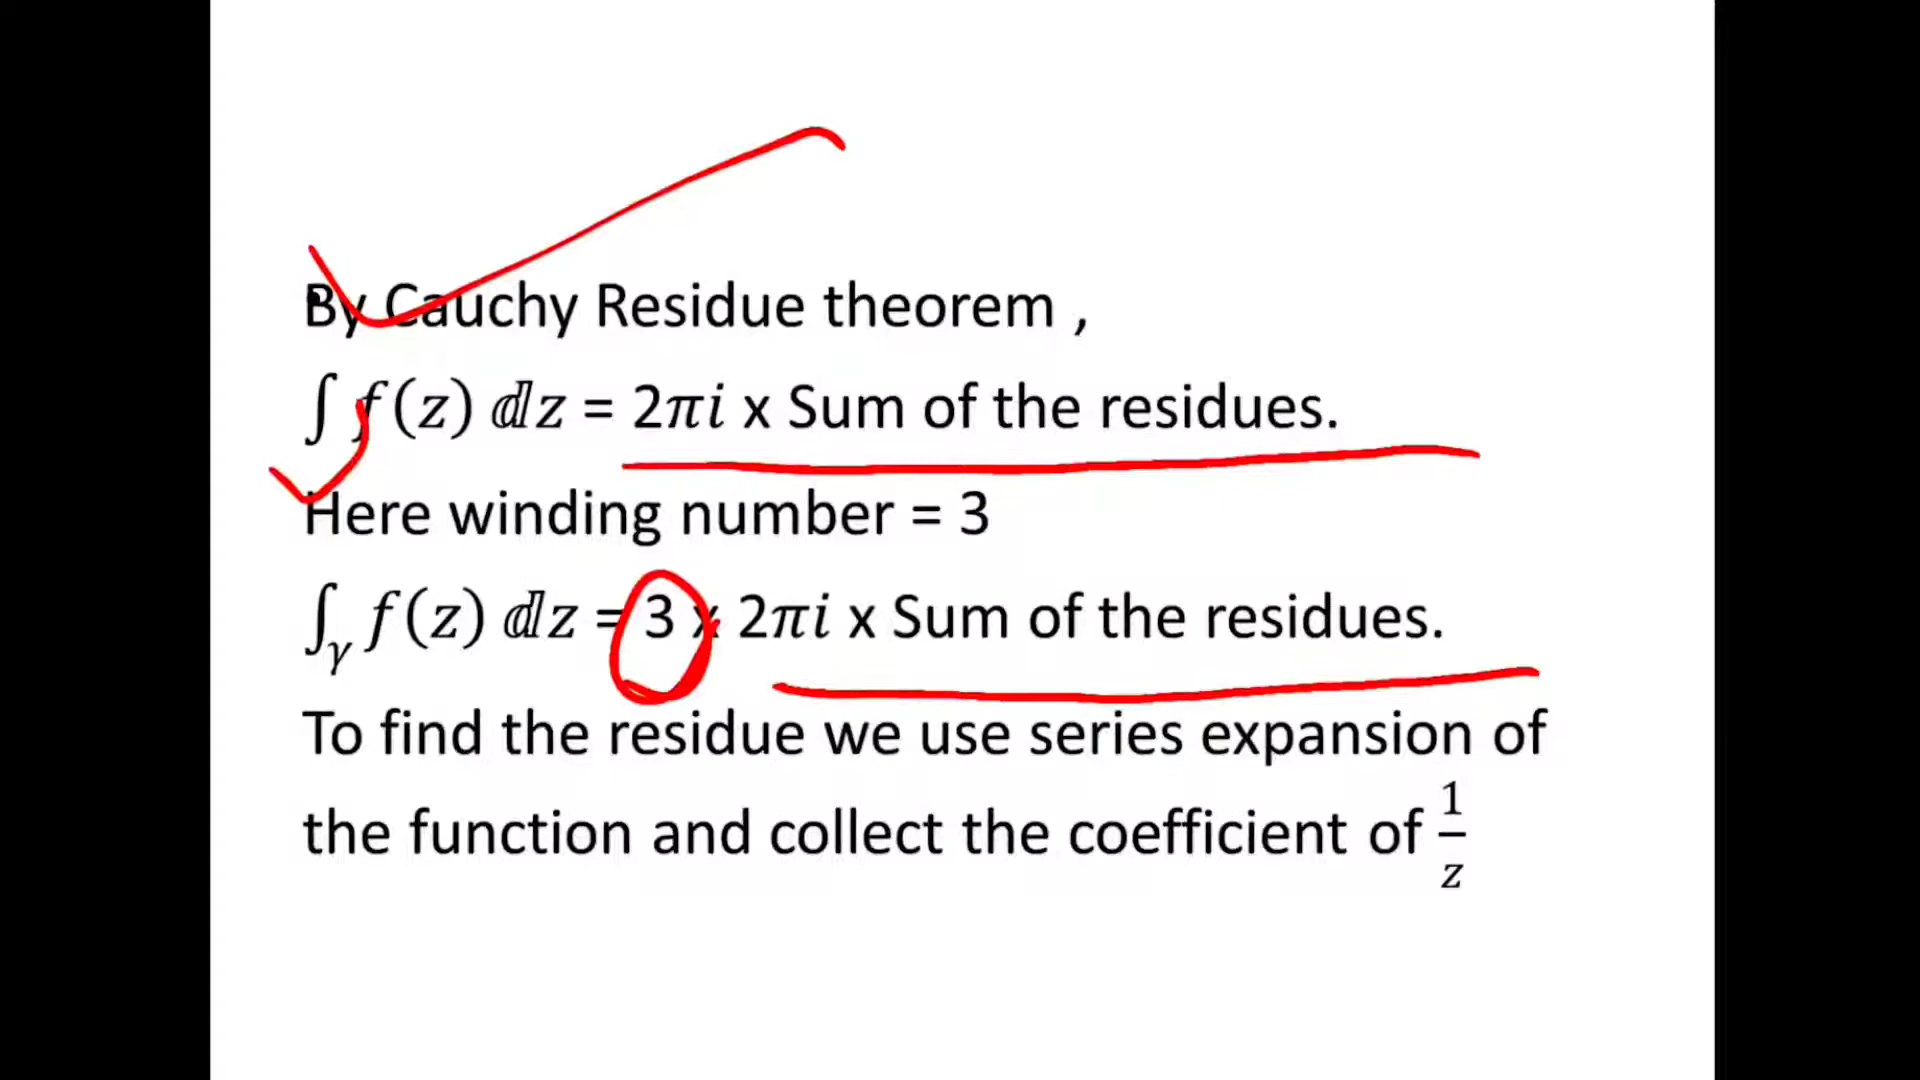 By Cauchy Residue theorem ,
∫ f(z) ⅆz = 2πi x Sum of the residues.
Here winding number = 3
∫_γ f(z) ⅆz = 3 x 2πi x Sum of the residues.
To find the residue we use series expansion of
the function and collect the coefficient of 1/z